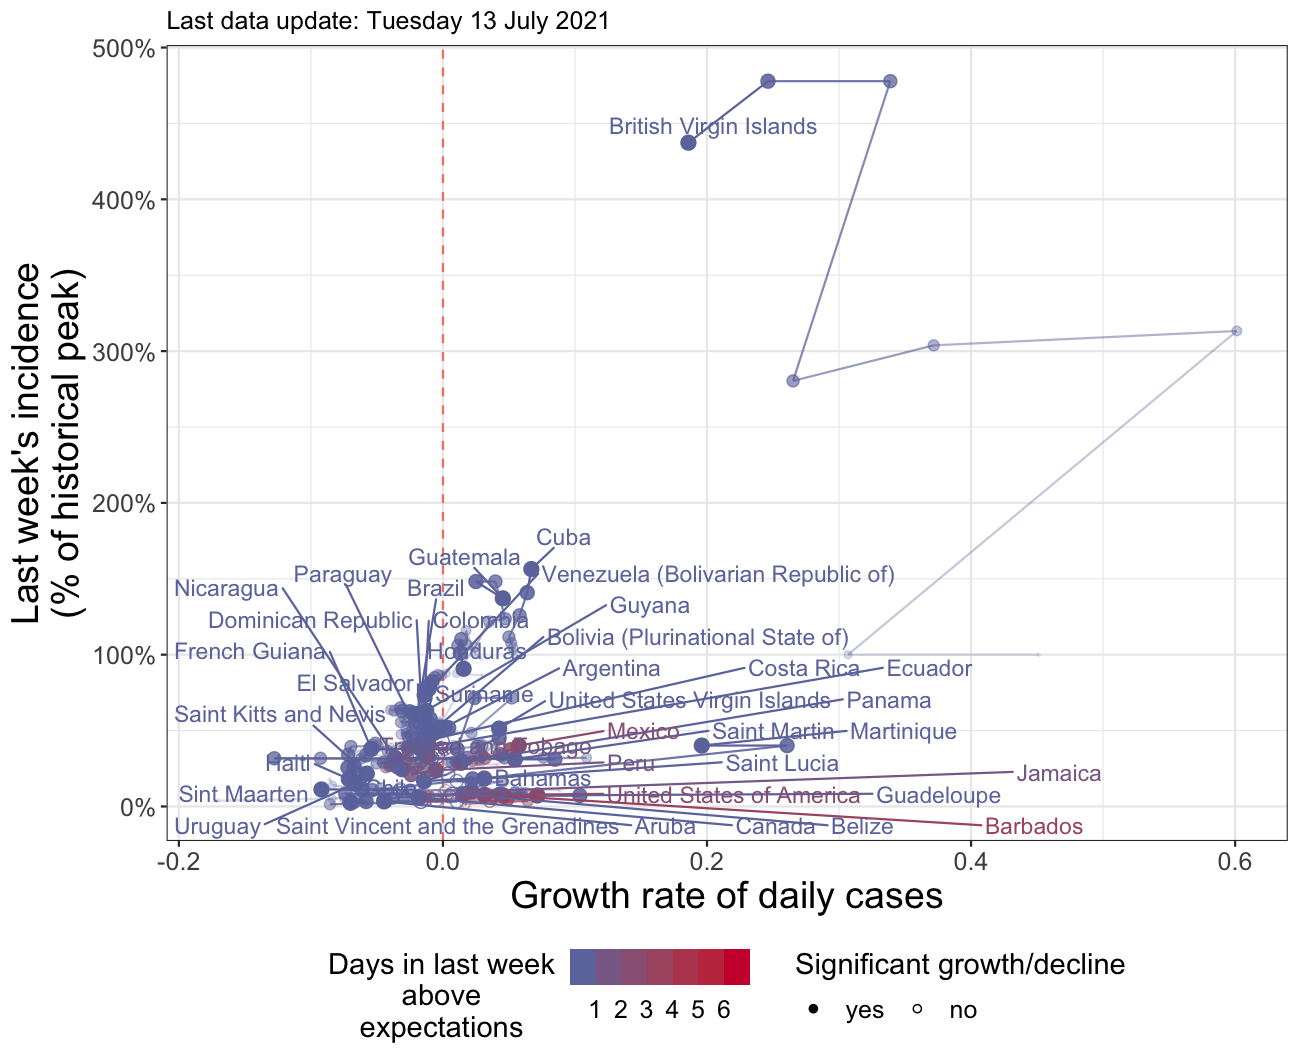 Last data update: Tuesday 13 July 2021
500%
400%
300%
200%
100%
0%
Last week's incidence
(% of historical peak)
British Virgin Islands
Cuba
Guatemala
Venezuela (Bolivarian Republic of)
Paraguay
Nicaragua
Brazil
Guyana
Dominican Republic
Colombia
Bolivia (Plurinational State of)
French Guiana
Honduras
Argentina
Costa Rica
Ecuador
El Salvador
Suriname
United States Virgin Islands
Panama
Saint Kitts and Nevis
Mexico
Saint Martin
Martinique
Trinidad and Tobago
Haiti
Peru
Saint Lucia
Bahamas
Jamaica
Chile
Sint Maarten
United States of America
Guadeloupe
Uruguay
Saint Vincent and the Grenadines
Aruba
Canada
Belize
Barbados
-0.2
0.0
0.2
0.4
0.6
Growth rate of daily cases
Days in last week
above
expectations
1 2 3 4 5 6
Significant growth/decline
yes
no